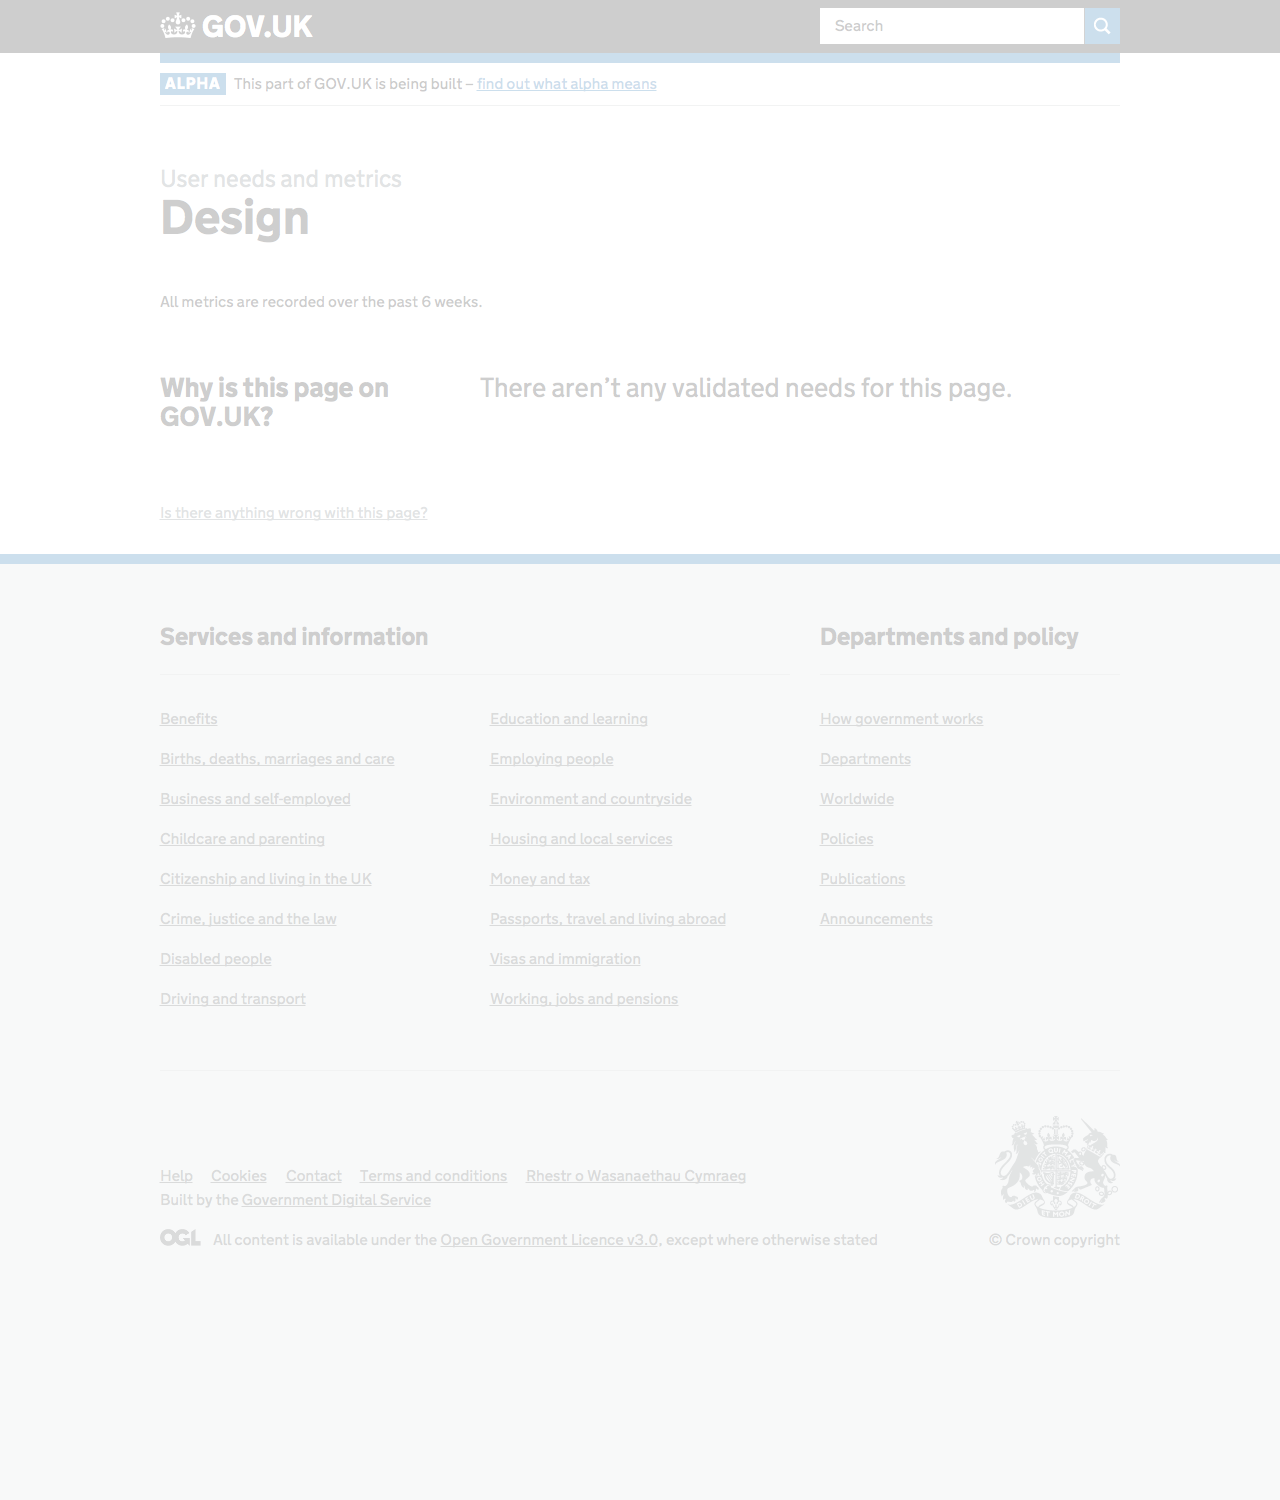 GOV.UK
Search
ALPHA This part of GOV.UK is being built – find out what alpha means
User needs and metrics
Design
All metrics are recorded over the past 6 weeks.
Why is this page on
GOV.UK?
There aren’t any validated needs for this page.
Is there anything wrong with this page?
Services and information
Benefits
Births, deaths, marriages and care
Business and self-employed
Childcare and parenting
Citizenship and living in the UK
Crime, justice and the law
Disabled people
Driving and transport
Education and learning
Employing people
Environment and countryside
Housing and local services
Money and tax
Passports, travel and living abroad
Visas and immigration
Working, jobs and pensions
Departments and policy
How government works
Departments
Worldwide
Policies
Publications
Announcements
Help Cookies Contact Terms and conditions Rhestr o Wasanaethau Cymraeg
Built by the Government Digital Service
OGL All content is available under the Open Government Licence v3.0, except where otherwise stated
© Crown copyright